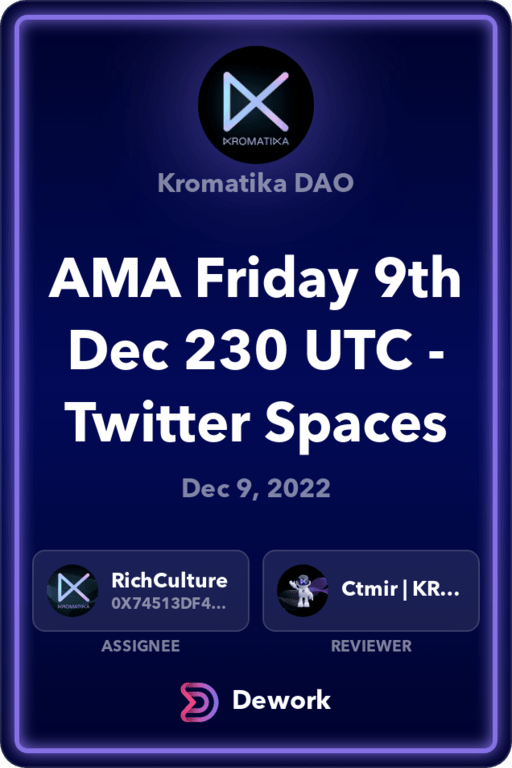 KROMATIKA
Kromatika DAO
AMA Friday 9th
Dec 230 UTC -
Twitter Spaces
Dec 9, 2022
RichCulture
0X74513DF4...
Ctmir | KR...
ASSIGNEE
REVIEWER
Dework